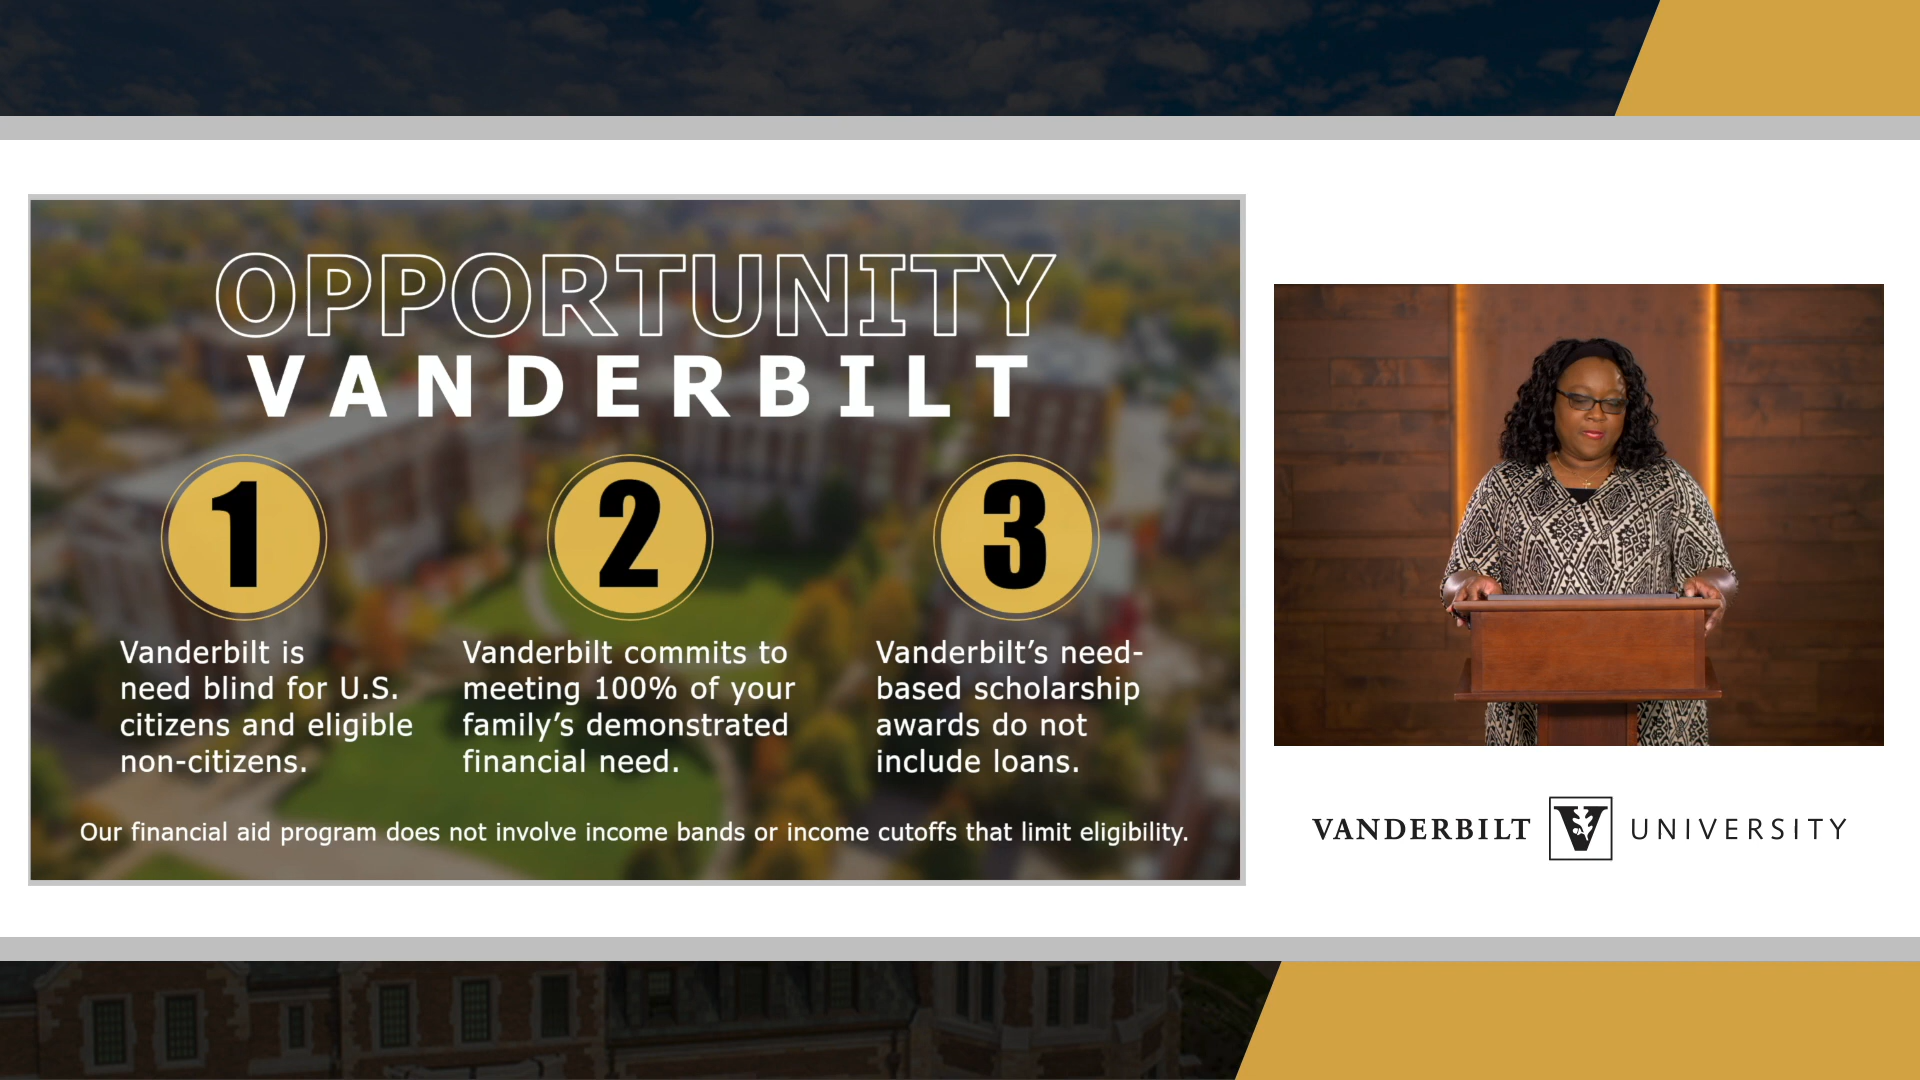 OPPORTUNITY
VANDERBILT
1
Vanderbilt is
need blind for U.S.
citizens and eligible
non-citizens.
2
Vanderbilt commits to
meeting 100% of your
family’s demonstrated
financial need.
3
Vanderbilt’s need-
based scholarship
awards do not
include loans.
Our financial aid program does not involve income bands or income cutoffs that limit eligibility.
VANDERBILT V UNIVERSITY